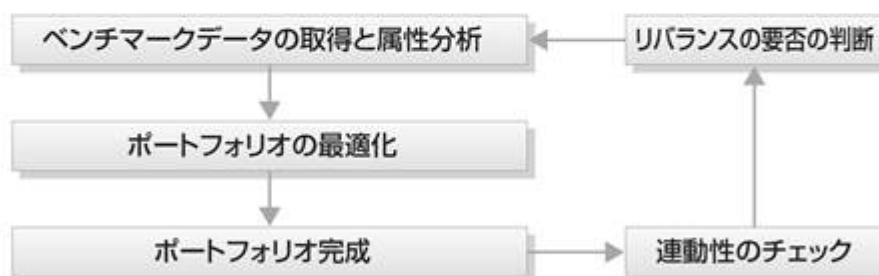 ベンチマークデータの取得と属性分析
リバランスの要否の判断
ポートフォリオの最適化
ポートフォリオ完成
連動性のチェック